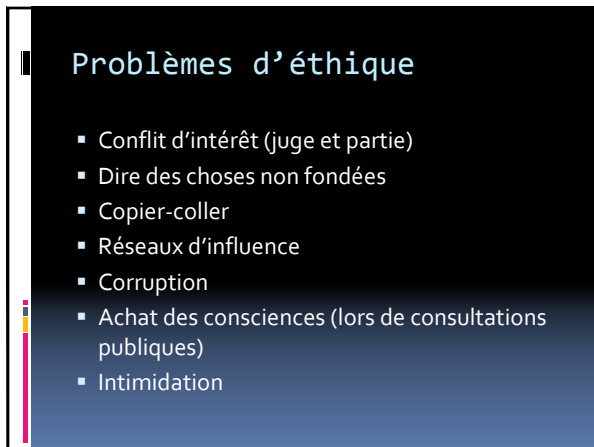 Problèmes d’éthique
▪ Conflit d’intérêt (juge et partie)
▪ Dire des choses non fondées
▪ Copier-coller
▪ Réseaux d’influence
▪ Corruption
▪ Achat des consciences (lors de consultations
publiques)
▪ Intimidation